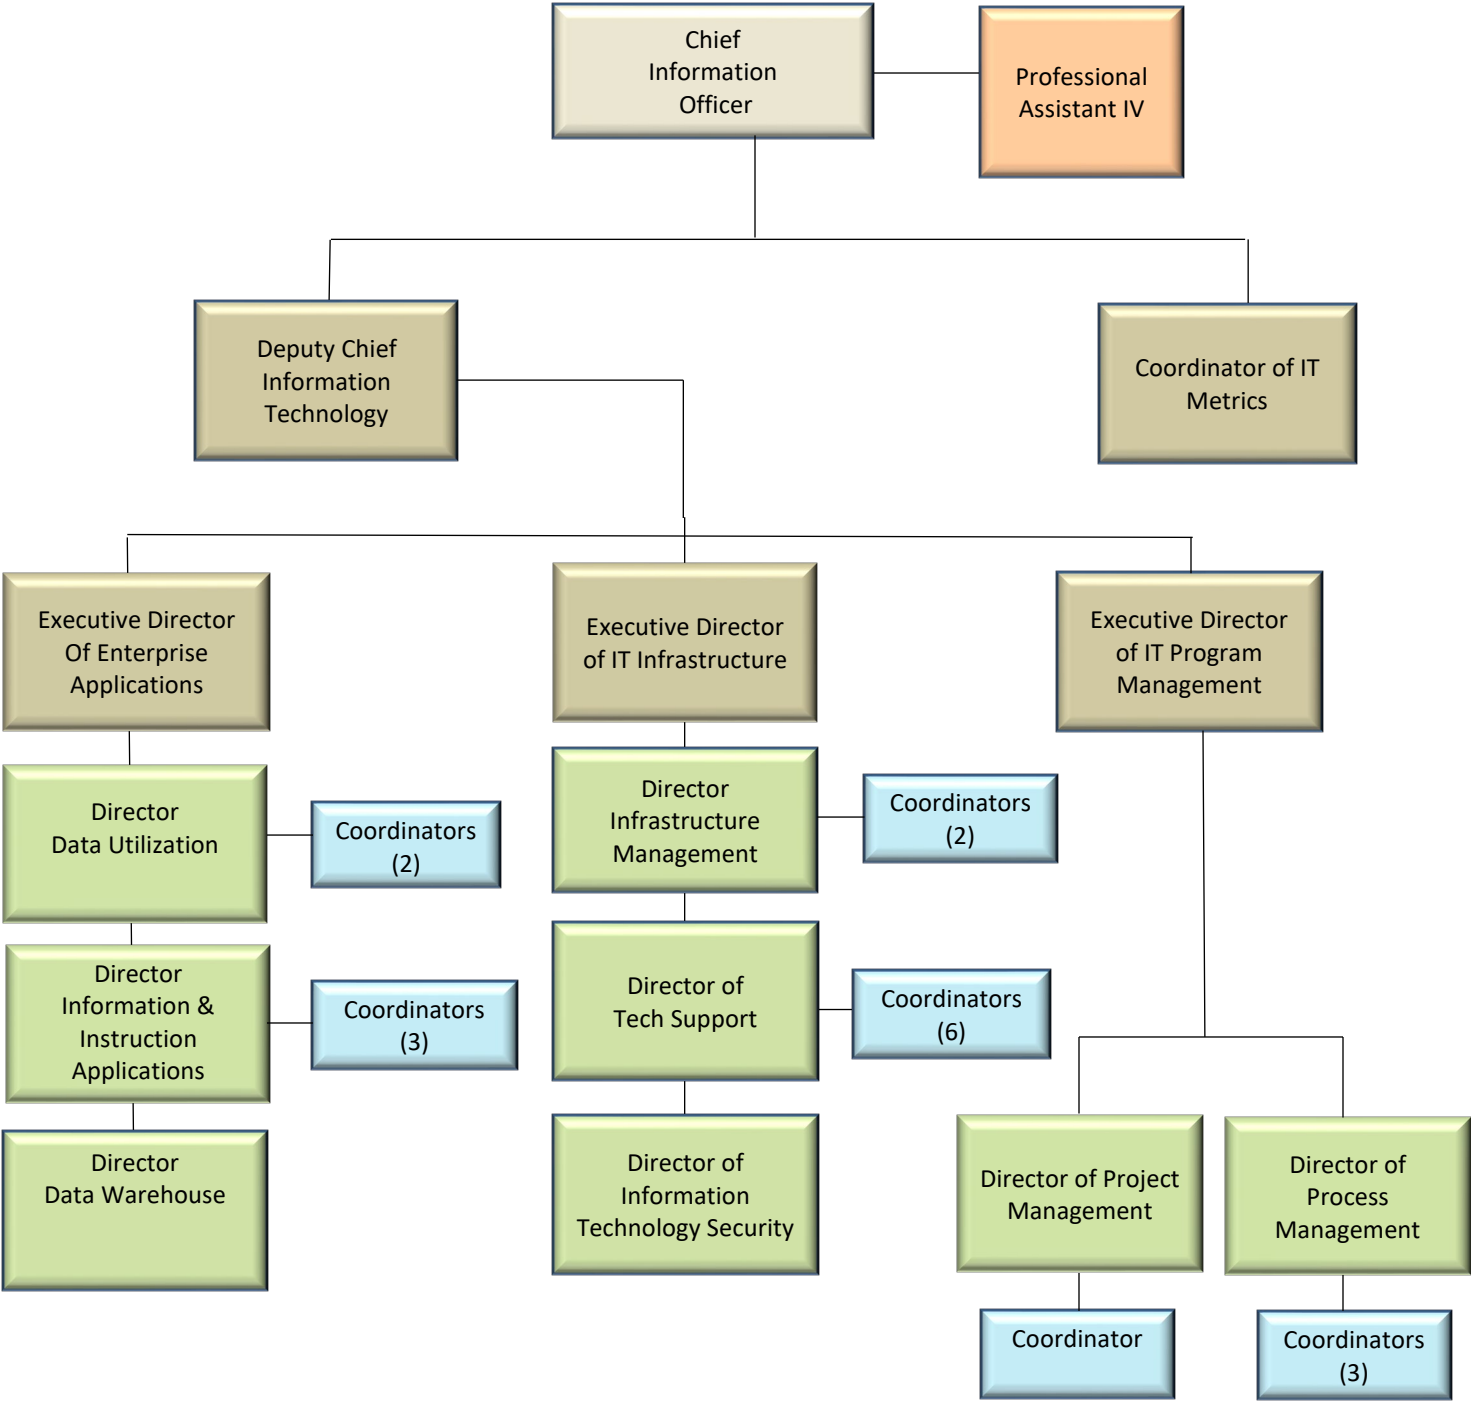 Chief
Information
Officer
Professional
Assistant IV
Deputy Chief
Information
Technology
Coordinator of IT
Metrics
Executive Director
Of Enterprise
Applications
Executive Director
of IT Infrastructure
Executive Director
of IT Program
Management
Director
Data Utilization
Coordinators
(2)
Director
Infrastructure
Management
Coordinators
(2)
Director
Information &
Instruction
Applications
Coordinators
(3)
Director of
Tech Support
Coordinators
(6)
Director
Data Warehouse
Director of
Information
Technology Security
Director of Project
Management
Director of
Process
Management
Coordinator
Coordinators
(3)